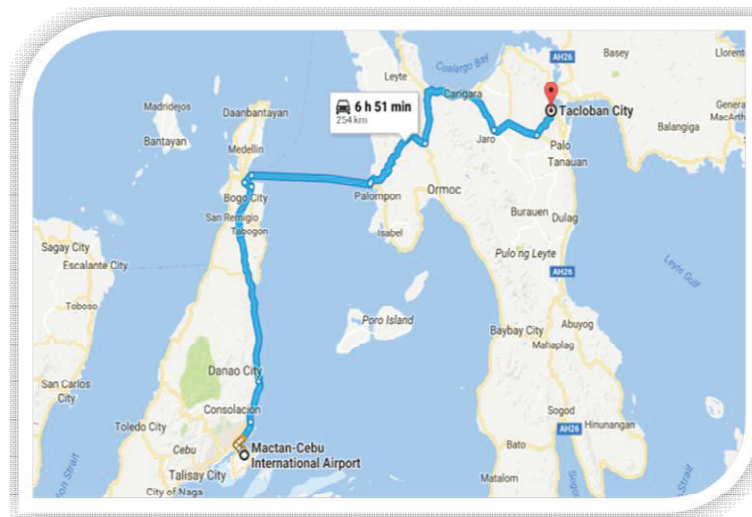 Leyte
Coalargo Bay
AH26
Basey
Llorent
Carigara
6 h 51 min
254 km
Madridejos
Daanbantayan
Tacloban City
Genera
MacArth
Bantayan
Balangiga
Jaro
Palo
Medellin
Tanauan
Ormoc
Bogo City
Palompon
San Remigio
Tabogon
Isabel
Burauen
Dulag
Sagay City
Pulo ng Leyte
Escalante City
AH26
Leyte Gulf
Toboso
Poro Island
Baybay City
Abuyog
Mahaplag
Danao City
San Carlos
City
Consolacion
Sogod
Hinunangan
Toledo City
AH26
Cebu
Mactan-Cebu
International Airport
Bato
Talisay City
Matalom
City of Naga